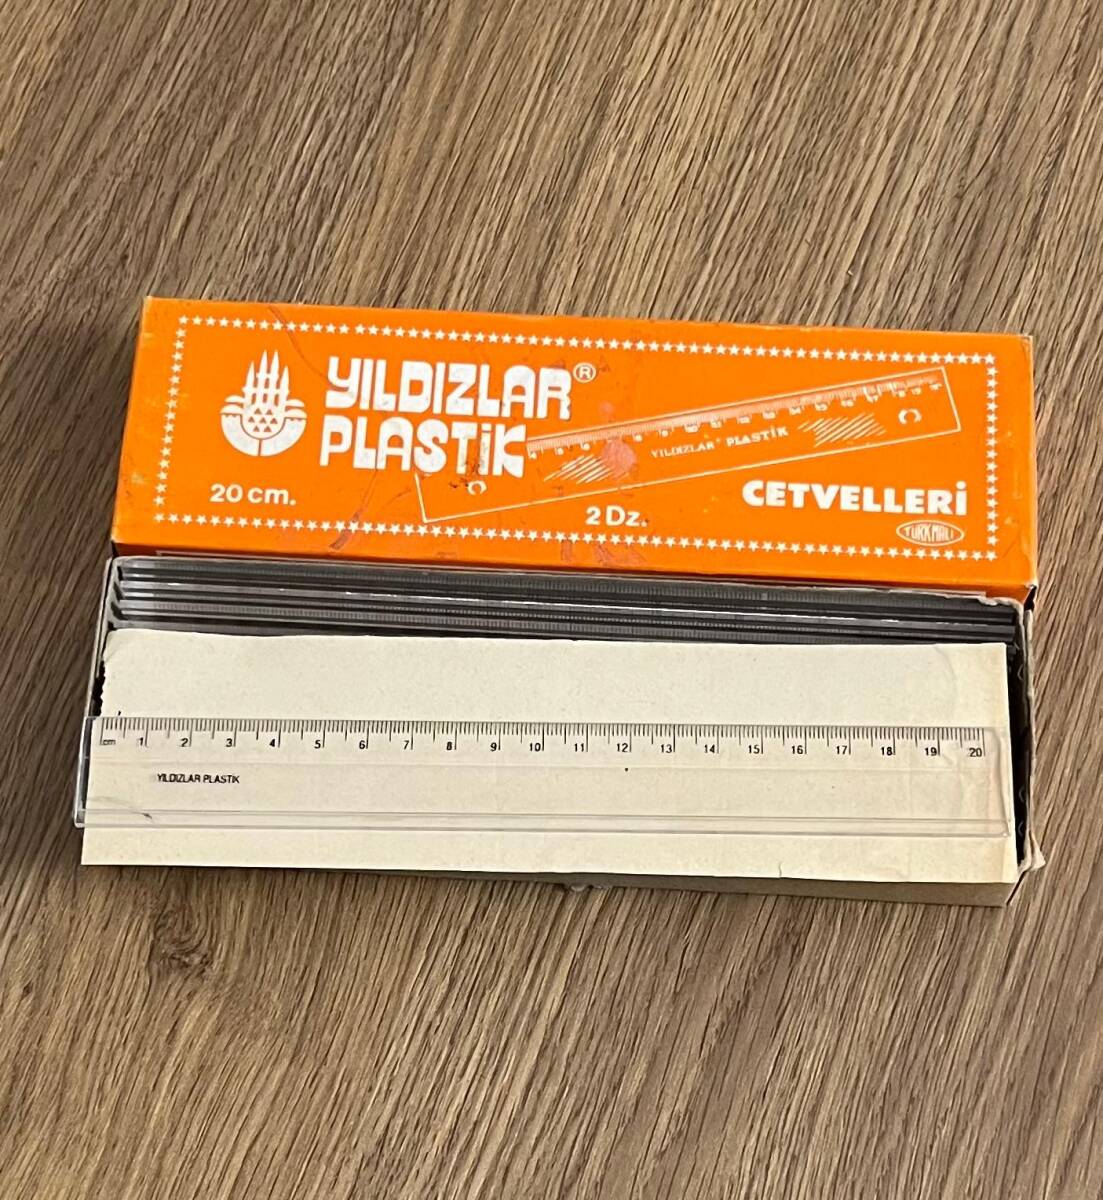 YILDIZLAR®
PLASTİK
20 cm.
YILDIZLAR PLASTİK
2 Dz.
CETVELLERİ
TÜRK MALI
cm 1 2 3 4 5 6 7 8 9 10 11 12 13 14 15 16 17 18 19 20
YILDIZLAR PLASTİK